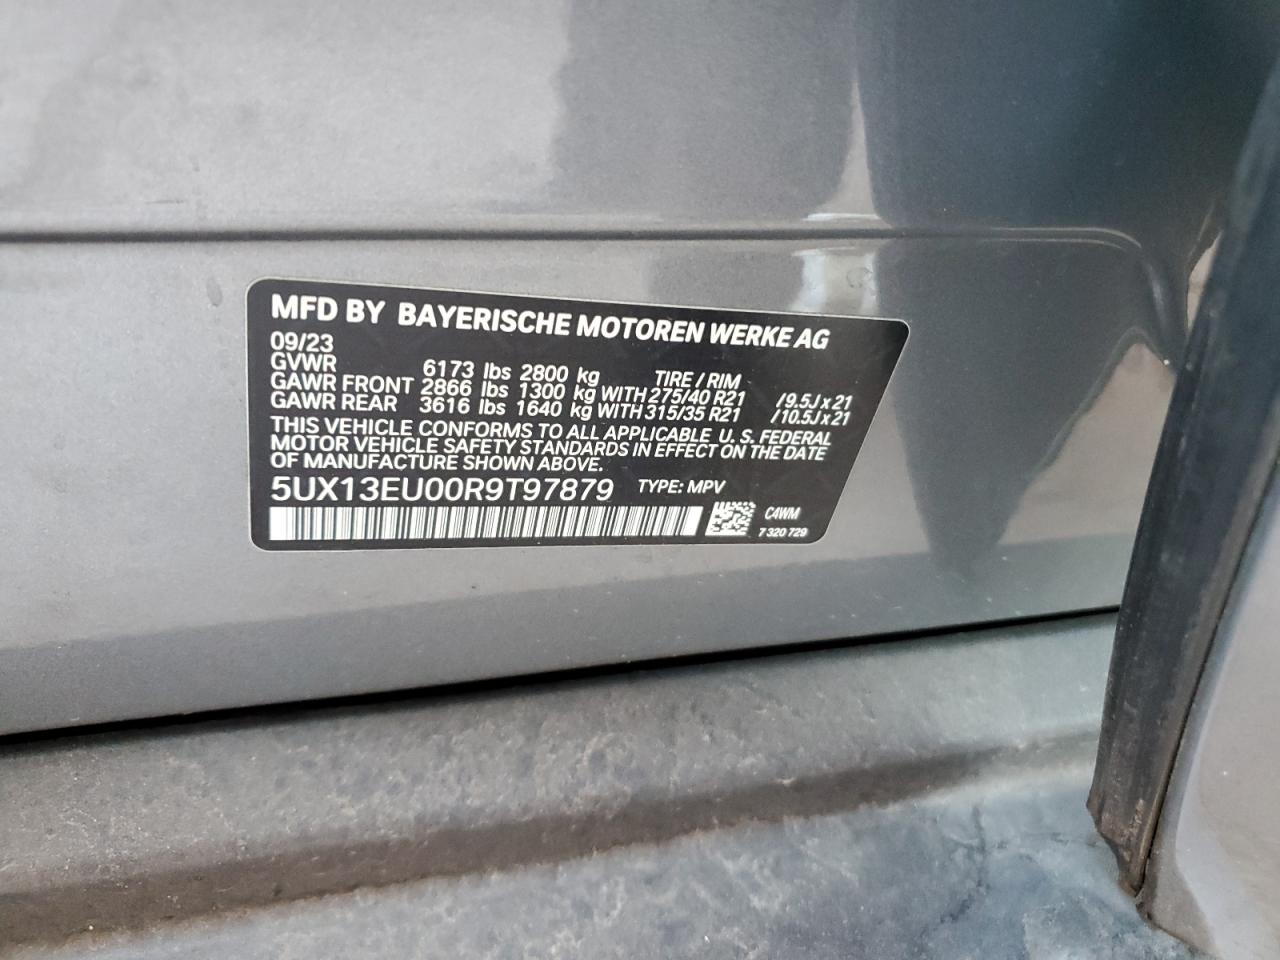 MFD BY BAYERISCHE MOTOREN WERKE AG
09/23
GVWR 6173 lbs 2800 kg TIRE / RIM
GAWR FRONT 2866 lbs 1300 kg WITH 275/40 R21 /9.5J x 21
GAWR REAR 3616 lbs 1640 kg WITH 315/35 R21 /10.5J x 21
THIS VEHICLE CONFORMS TO ALL APPLICABLE U. S. FEDERAL
MOTOR VEHICLE SAFETY STANDARDS IN EFFECT ON THE DATE
OF MANUFACTURE SHOWN ABOVE.
5UX13EU00R9T97879 TYPE: MPV
C4WM
7 320 729